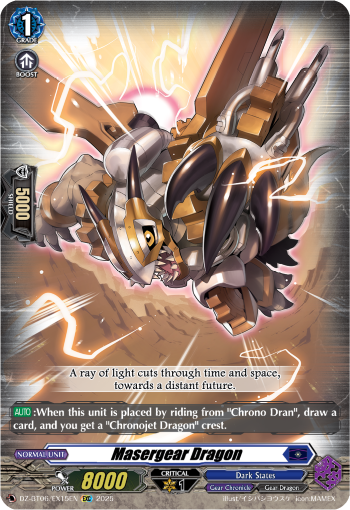 1
GRADE
BOOST
5000
SHIELD
A ray of light cuts through time and space,
towards a distant future.
AUTO:When this unit is placed by riding from "Chrono Dran", draw a
card, and you get a "Chronojet Dragon" crest.
NORMAL UNIT
Masergear Dragon
POWER
8000
CRITICAL
1
Dark States
Gear Chronicle
Gear Dragon
2025